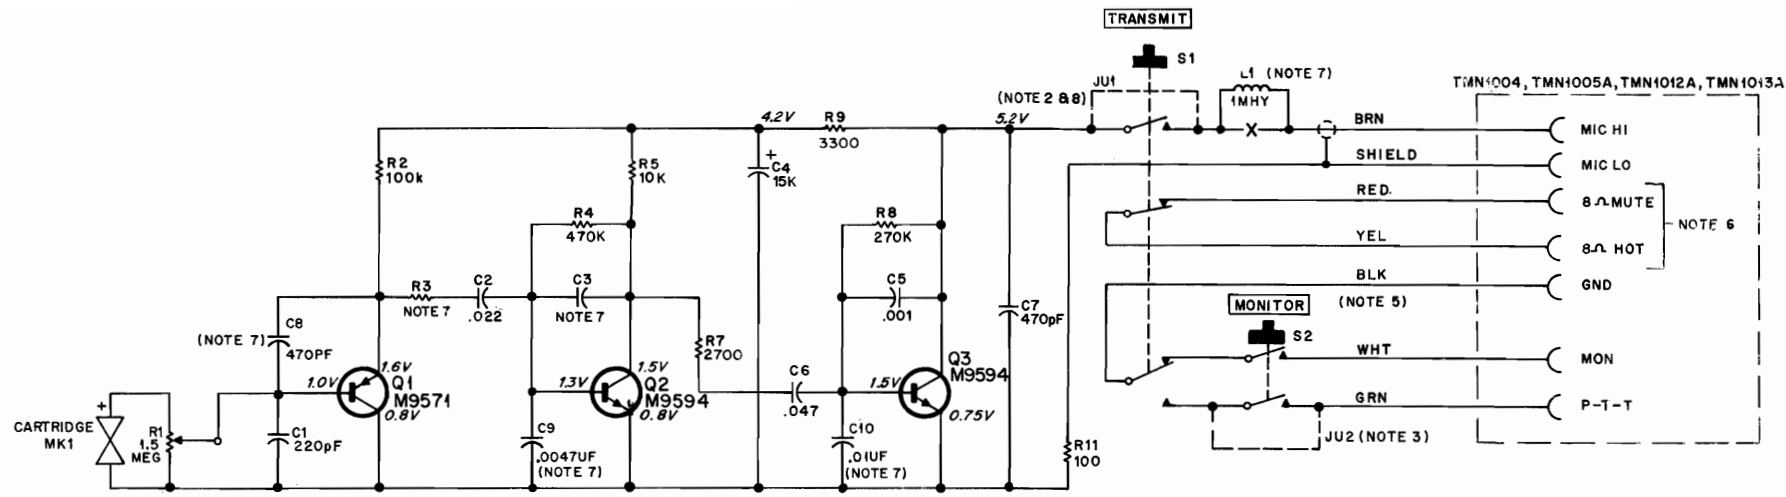 TRANSMIT
S1
JU1
(NOTE 2 & 8)
L1 (NOTE 7)
1MHY
X
TMN1004, TMN1005A, TMN1012A, TMN1013A
BRN
MIC HI
SHIELD
MIC LO
RED.
8Ω MUTE
NOTE 6
YEL
8Ω HOT
BLK
(NOTE 5)
GND
MONITOR
S2
WHT
MON
GRN
P-T-T
JU2 (NOTE 3)
4.2V
R9
3300
5.2V
R2
100k
R5
10K
+
C4
15K
R4
470K
R8
270K
R3
NOTE 7
C2
.022
C3
NOTE 7
C5
.001
C7
470pF
C8
(NOTE 7)
470PF
R7
2700
1.6V
1.0V
Q1
M9571
0.8V
1.5V
1.3V
Q2
M9594
0.8V
C6
.047
Q3
M9594
1.5V
0.75V
+
CARTRIDGE
MK1
R1
1.5
MEG
C1
220pF
C9
.0047UF
(NOTE 7)
C10
.01UF
(NOTE 7)
R11
100